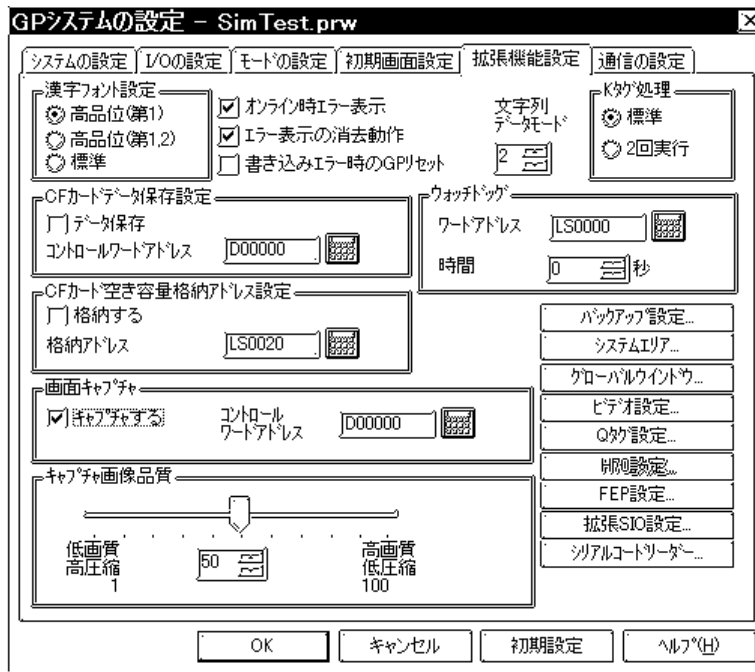 GPシステムの設定 - SimTest.prw
システムの設定 I/Oの設定 モードの設定 初期画面設定 拡張機能設定 通信の設定
漢字フォント設定
高品位(第1)
高品位(第1,2)
標準
オンライン時エラー表示
エラー表示の消去動作
書き込みエラー時のGPリセット
文字列
データモード
2
Kタグ処理
標準
2回実行
CFカードデータ保存設定
データ保存
コントロールワードアドレス D00000
ウォッチドッグ
ワードアドレス LS0000
時間 0 秒
CFカード空き容量格納アドレス設定
格納する
格納アドレス LS0020
画面キャプチャ
キャプチャする
コントロール
ワードアドレス D00000
キャプチャ画像品質
低画質
高圧縮
1
50
高画質
低圧縮
100
バックアップ設定...
システムエリア...
グローバルウインドウ...
ビデオ設定...
Qタグ設定...
FEP設定...
拡張SIO設定...
シリアルコードリーダー...
OK キャンセル 初期設定 ヘルプ(H)